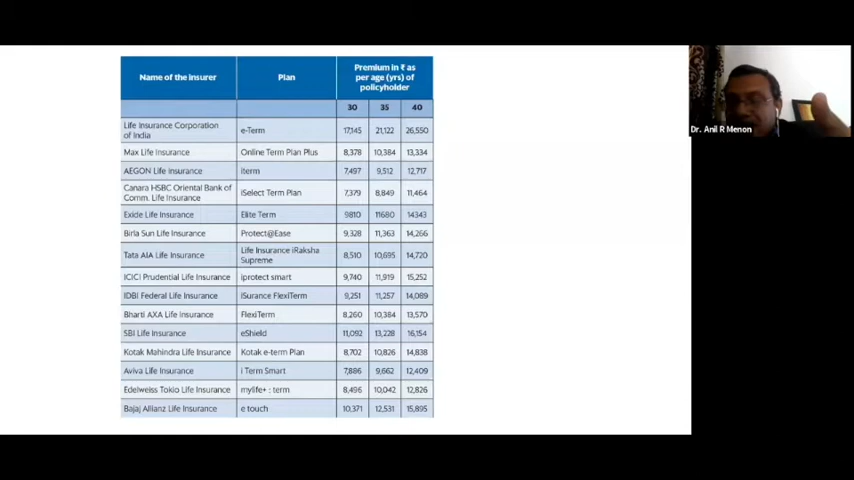 Name of the insurer Plan Premium in ₹ as
per age (yrs) of
policyholder
30 35 40
Life Insurance Corporation
of India e-Term 17,145 21,122 26,550
Max Life Insurance Online Term Plan Plus 8,378 10,384 13,334
AEGON Life Insurance iterm 7,497 9,512 12,717
Canara HSBC Oriental Bank of
Comm. Life Insurance iSelect Term Plan 7,379 8,849 11,464
Exide Life Insurance Elite Term 9810 11680 14343
Birla Sun Life Insurance Protect@Ease 9,328 11,363 14,266
Tata AIA Life Insurance Life Insurance iRaksha
Supreme 8,510 10,695 14,720
ICICI Prudential Life Insurance iprotect smart 9,740 11,919 15,252
IDBI Federal Life Insurance iSurance FlexiTerm 9,251 11,257 14,089
Bharti AXA Life Insurance FlexiTerm 8,260 10,384 13,570
SBI Life Insurance eShield 11,092 13,228 16,154
Kotak Mahindra Life Insurance Kotak e-term Plan 8,702 10,826 14,838
Aviva Life Insurance i Term Smart 7,886 9,662 12,409
Edelweiss Tokio Life Insurance mylife+ : term 8,496 10,042 12,826
Bajaj Allianz Life Insurance e touch 10,371 12,531 15,895
Dr. Anil R Menon